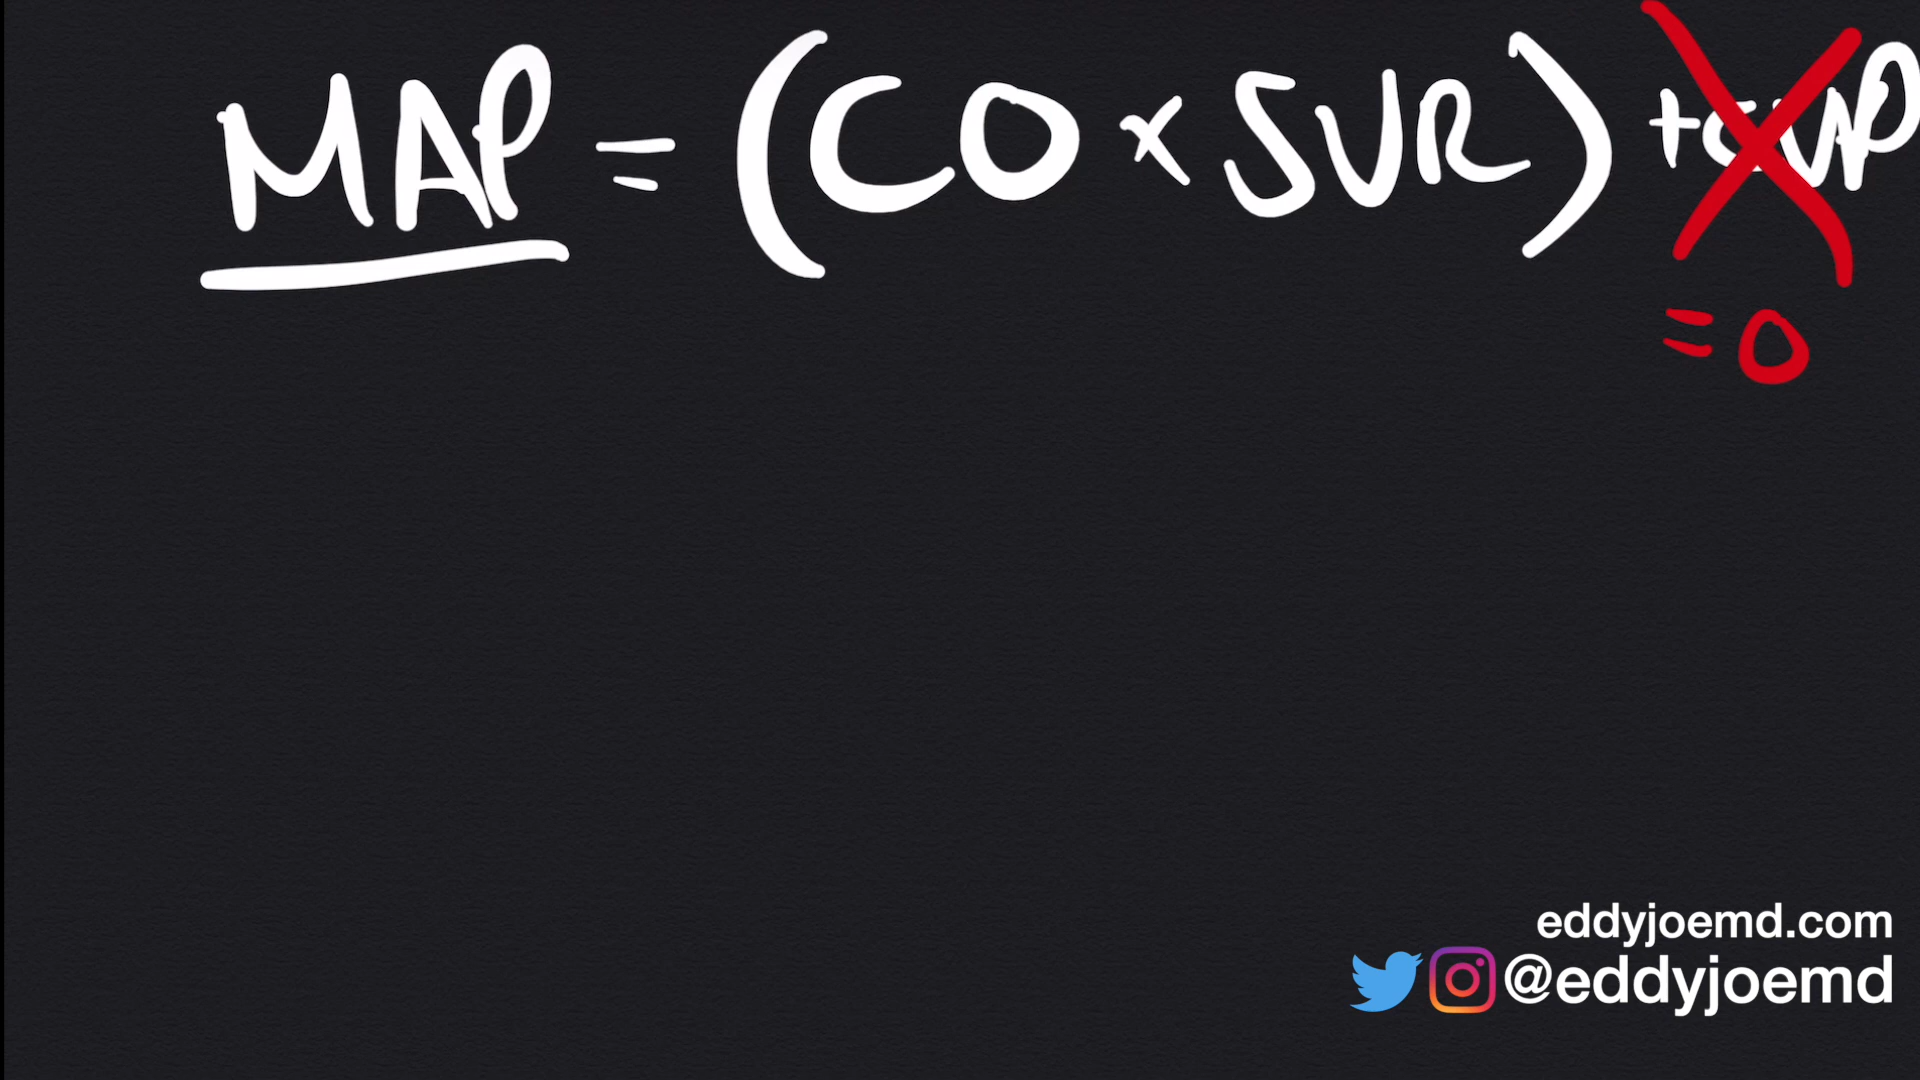 MAP = (CO x SVR) + CVP
= 0
eddyjoemd.com
@eddyjoemd